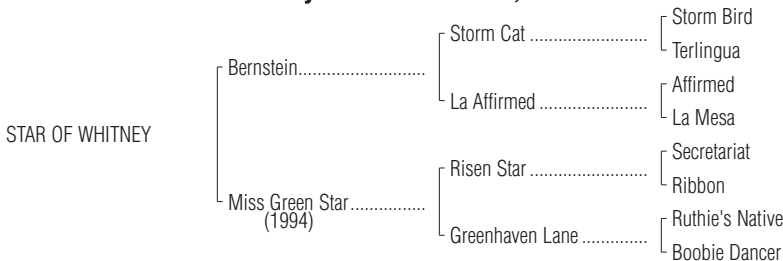 Storm Bird
Storm Cat ............................
Terlingua
Bernstein............................
Affirmed
La Affirmed .........................
La Mesa
STAR OF WHITNEY
Secretariat
Risen Star ...........................
Ribbon
Miss Green Star.................
(1994)
Ruthie's Native
Greenhaven Lane ...............
Boobie Dancer